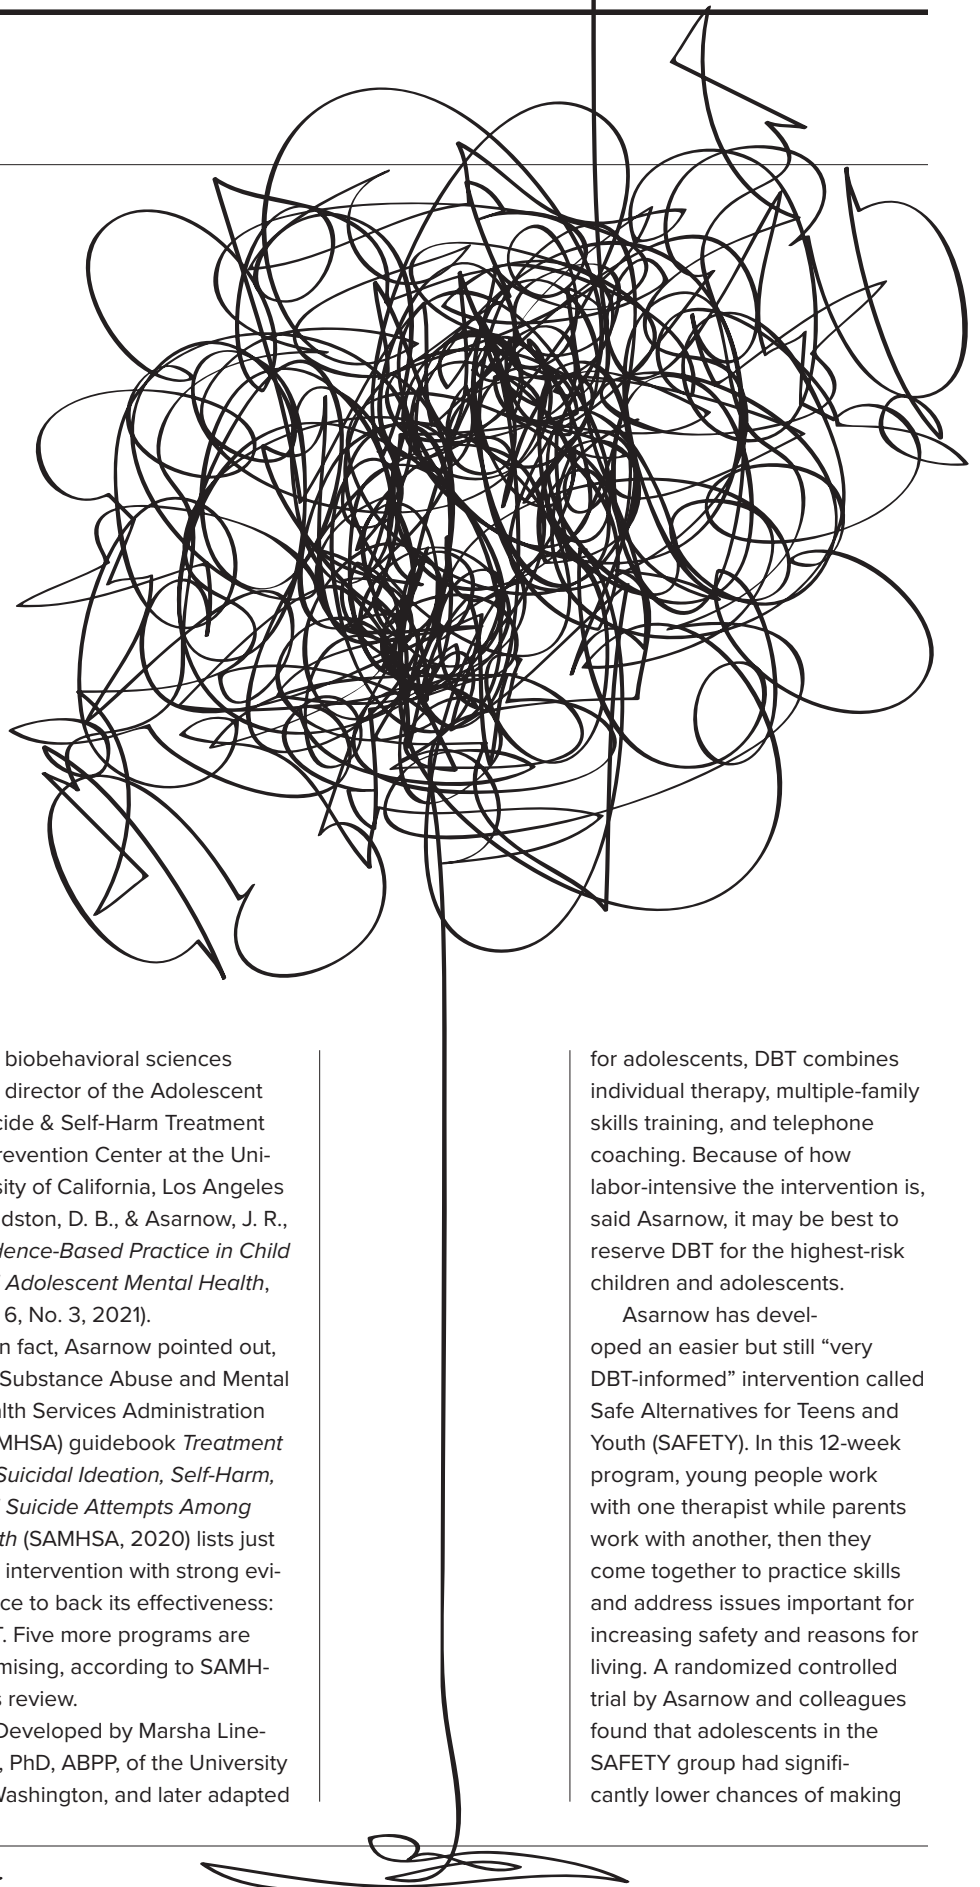 biobehavioral sciences
director of the Adolescent
cide & Self-Harm Treatment
revention Center at the Uni-
sity of California, Los Angeles
dston, D. B., & Asarnow, J. R.,
dence-Based Practice in Child
Adolescent Mental Health,
6, No. 3, 2021).
n fact, Asarnow pointed out,
Substance Abuse and Mental
alth Services Administration
MHSA) guidebook Treatment
Suicidal Ideation, Self-Harm,
Suicide Attempts Among
th (SAMHSA, 2020) lists just
intervention with strong evi-
ce to back its effectiveness:
T. Five more programs are
mising, according to SAMH-
s review.
Developed by Marsha Line-
, PhD, ABPP, of the University
Washington, and later adapted
for adolescents, DBT combines
individual therapy, multiple-family
skills training, and telephone
coaching. Because of how
labor-intensive the intervention is,
said Asarnow, it may be best to
reserve DBT for the highest-risk
children and adolescents.
Asarnow has devel-
oped an easier but still “very
DBT-informed” intervention called
Safe Alternatives for Teens and
Youth (SAFETY). In this 12-week
program, young people work
with one therapist while parents
work with another, then they
come together to practice skills
and address issues important for
increasing safety and reasons for
living. A randomized controlled
trial by Asarnow and colleagues
found that adolescents in the
SAFETY group had signifi-
cantly lower chances of making